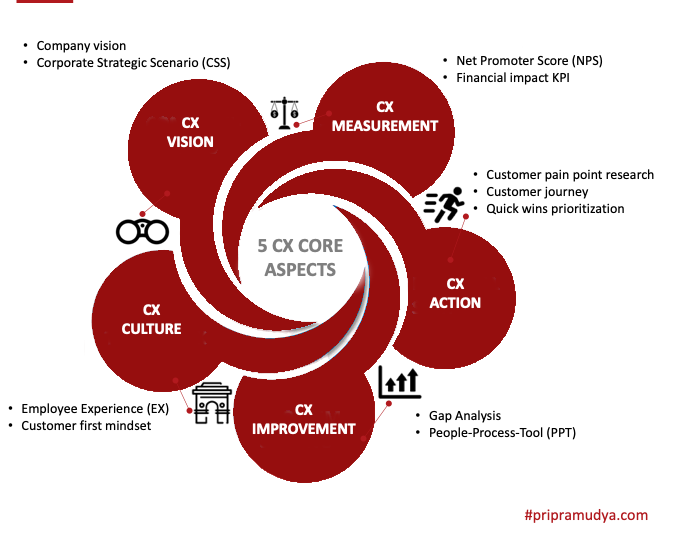 • Company vision
• Corporate Strategic Scenario (CSS)
• Net Promoter Score (NPS)
• Financial impact KPI
CX
VISION
CX
MEASUREMENT
• Customer pain point research
• Customer journey
• Quick wins prioritization
5 CX CORE
ASPECTS
CX
ACTION
CX
CULTURE
• Employee Experience (EX)
• Customer first mindset
CX
IMPROVEMENT
• Gap Analysis
• People-Process-Tool (PPT)
#pripramudya.com